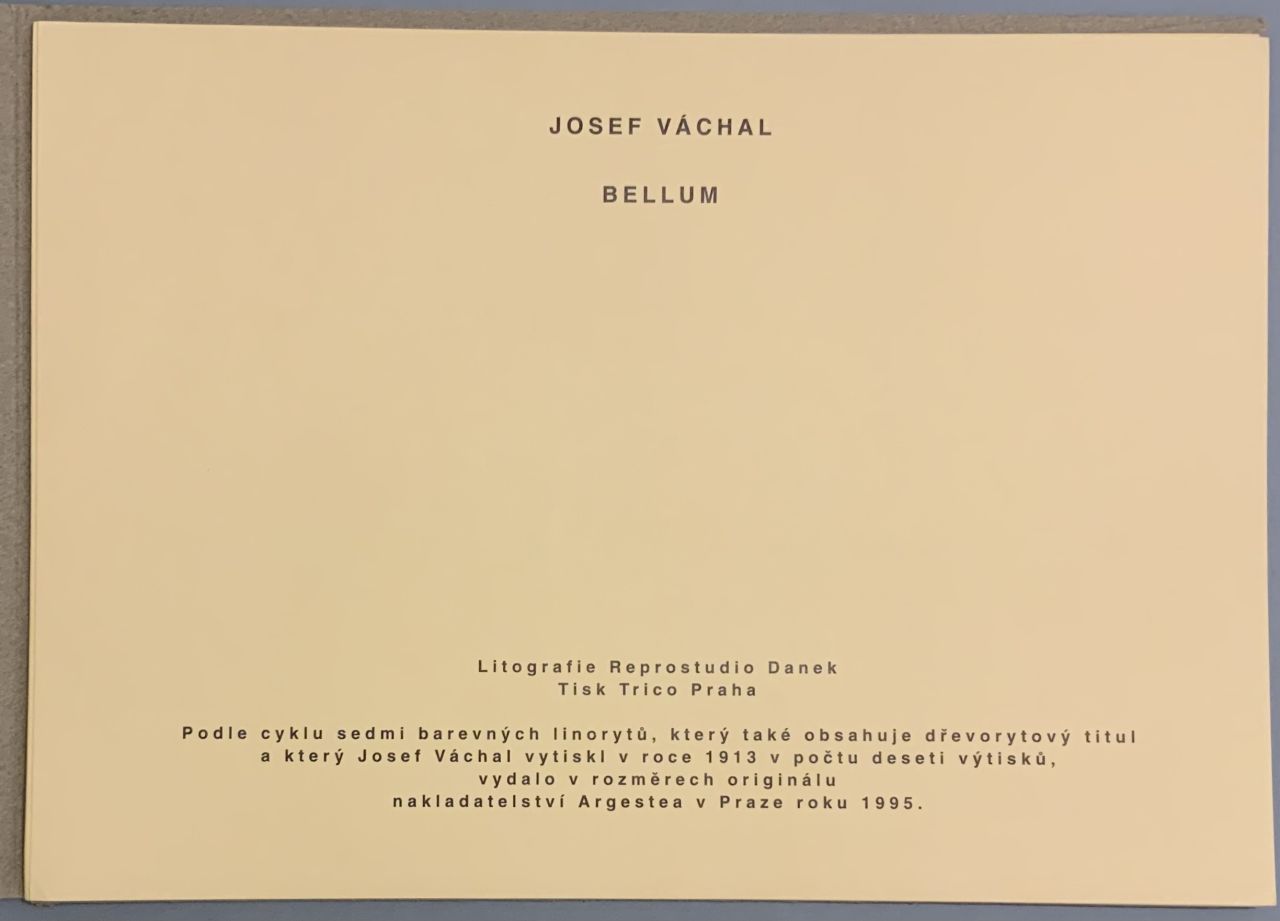 JOSEF VÁCHAL
BELLUM
Litografie Reprostudio Danek
Tisk Trico Praha
Podle cyklu sedmi barevných linorytů, který také obsahuje dřevorytový titul
a který Josef Váchal vytiskl v roce 1913 v počtu deseti výtisků,
vydalo v rozměrech originálu
nakladatelství Argestea v Praze roku 1995.